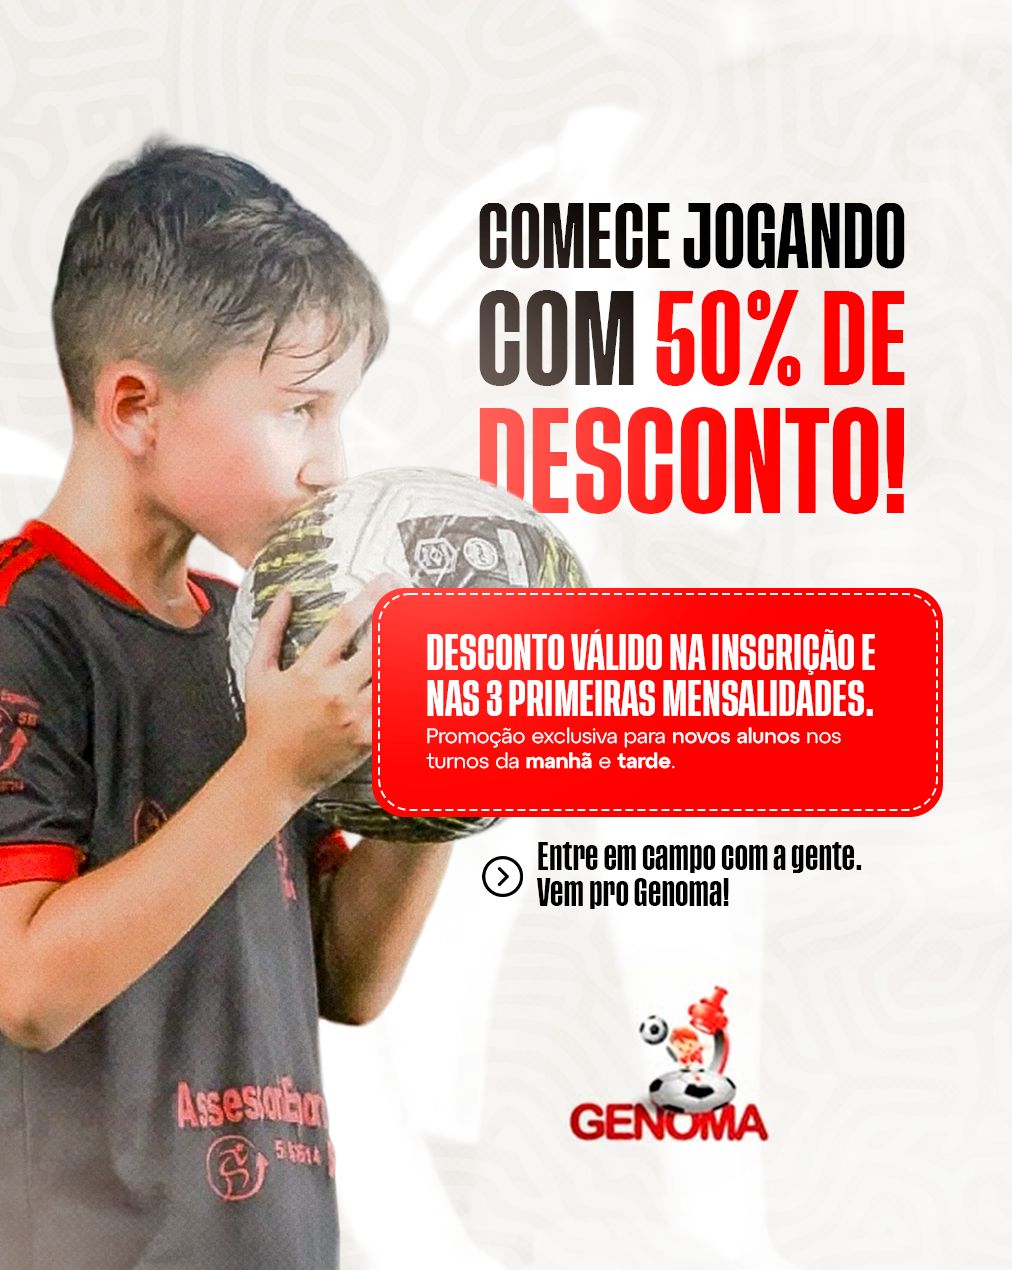 COMECE JOGANDO
COM 50% DE
DESCONTO!
DESCONTO VÁLIDO NA INSCRIÇÃO E
NAS 3 PRIMEIRAS MENSALIDADES.
Promoção exclusiva para novos alunos nos
turnos da manhã e tarde.
Entre em campo com a gente.
Vem pro Genoma!
GENOMA